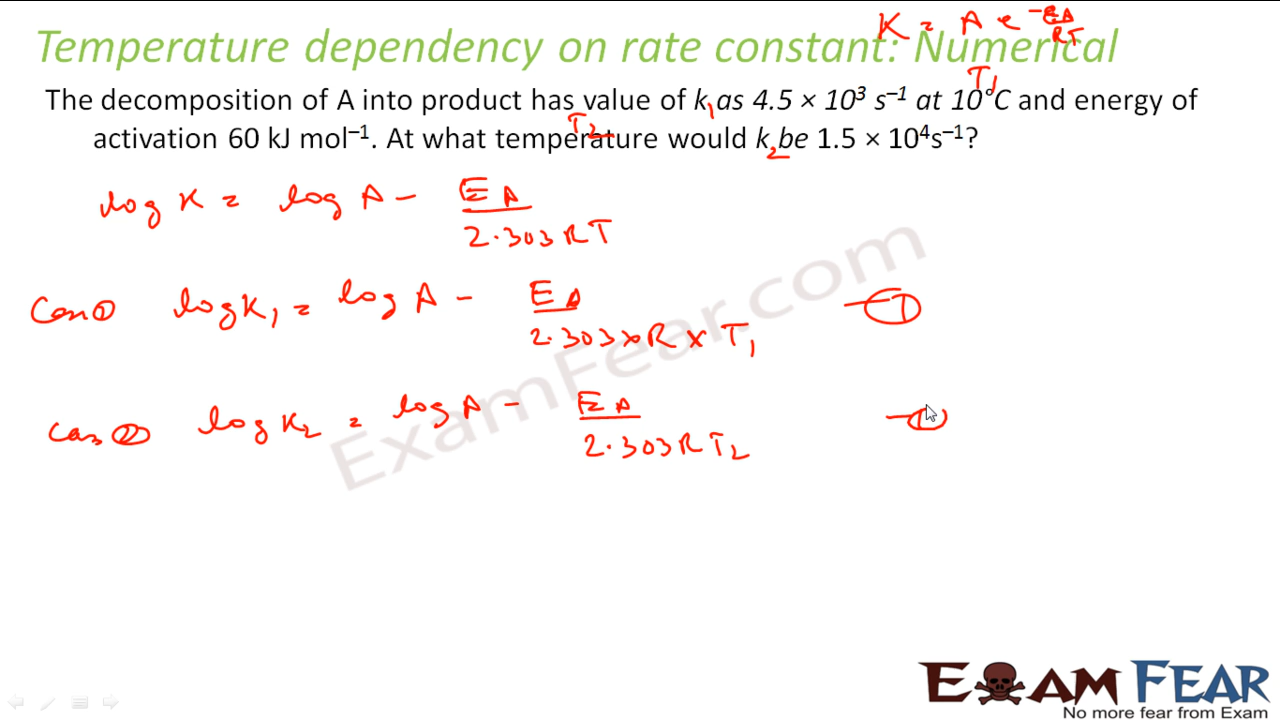 K = A e^(-EA/RT)
Temperature dependency on rate constant: Numerical
T1
The decomposition of A into product has value of k1 as 4.5 × 10³ s⁻¹ at 10°C and energy of
T2
activation 60 kJ mol⁻¹. At what temperature would k2 be 1.5 × 10⁴s⁻¹?
log K = log A - EA
2.303RT
Case ① log K1 = log A - EA
2.303 × R × T1
①
Case ② log K2 = log A - EA
2.303RT2
ExamFear.com
EXAM FEAR
No more fear from Exam